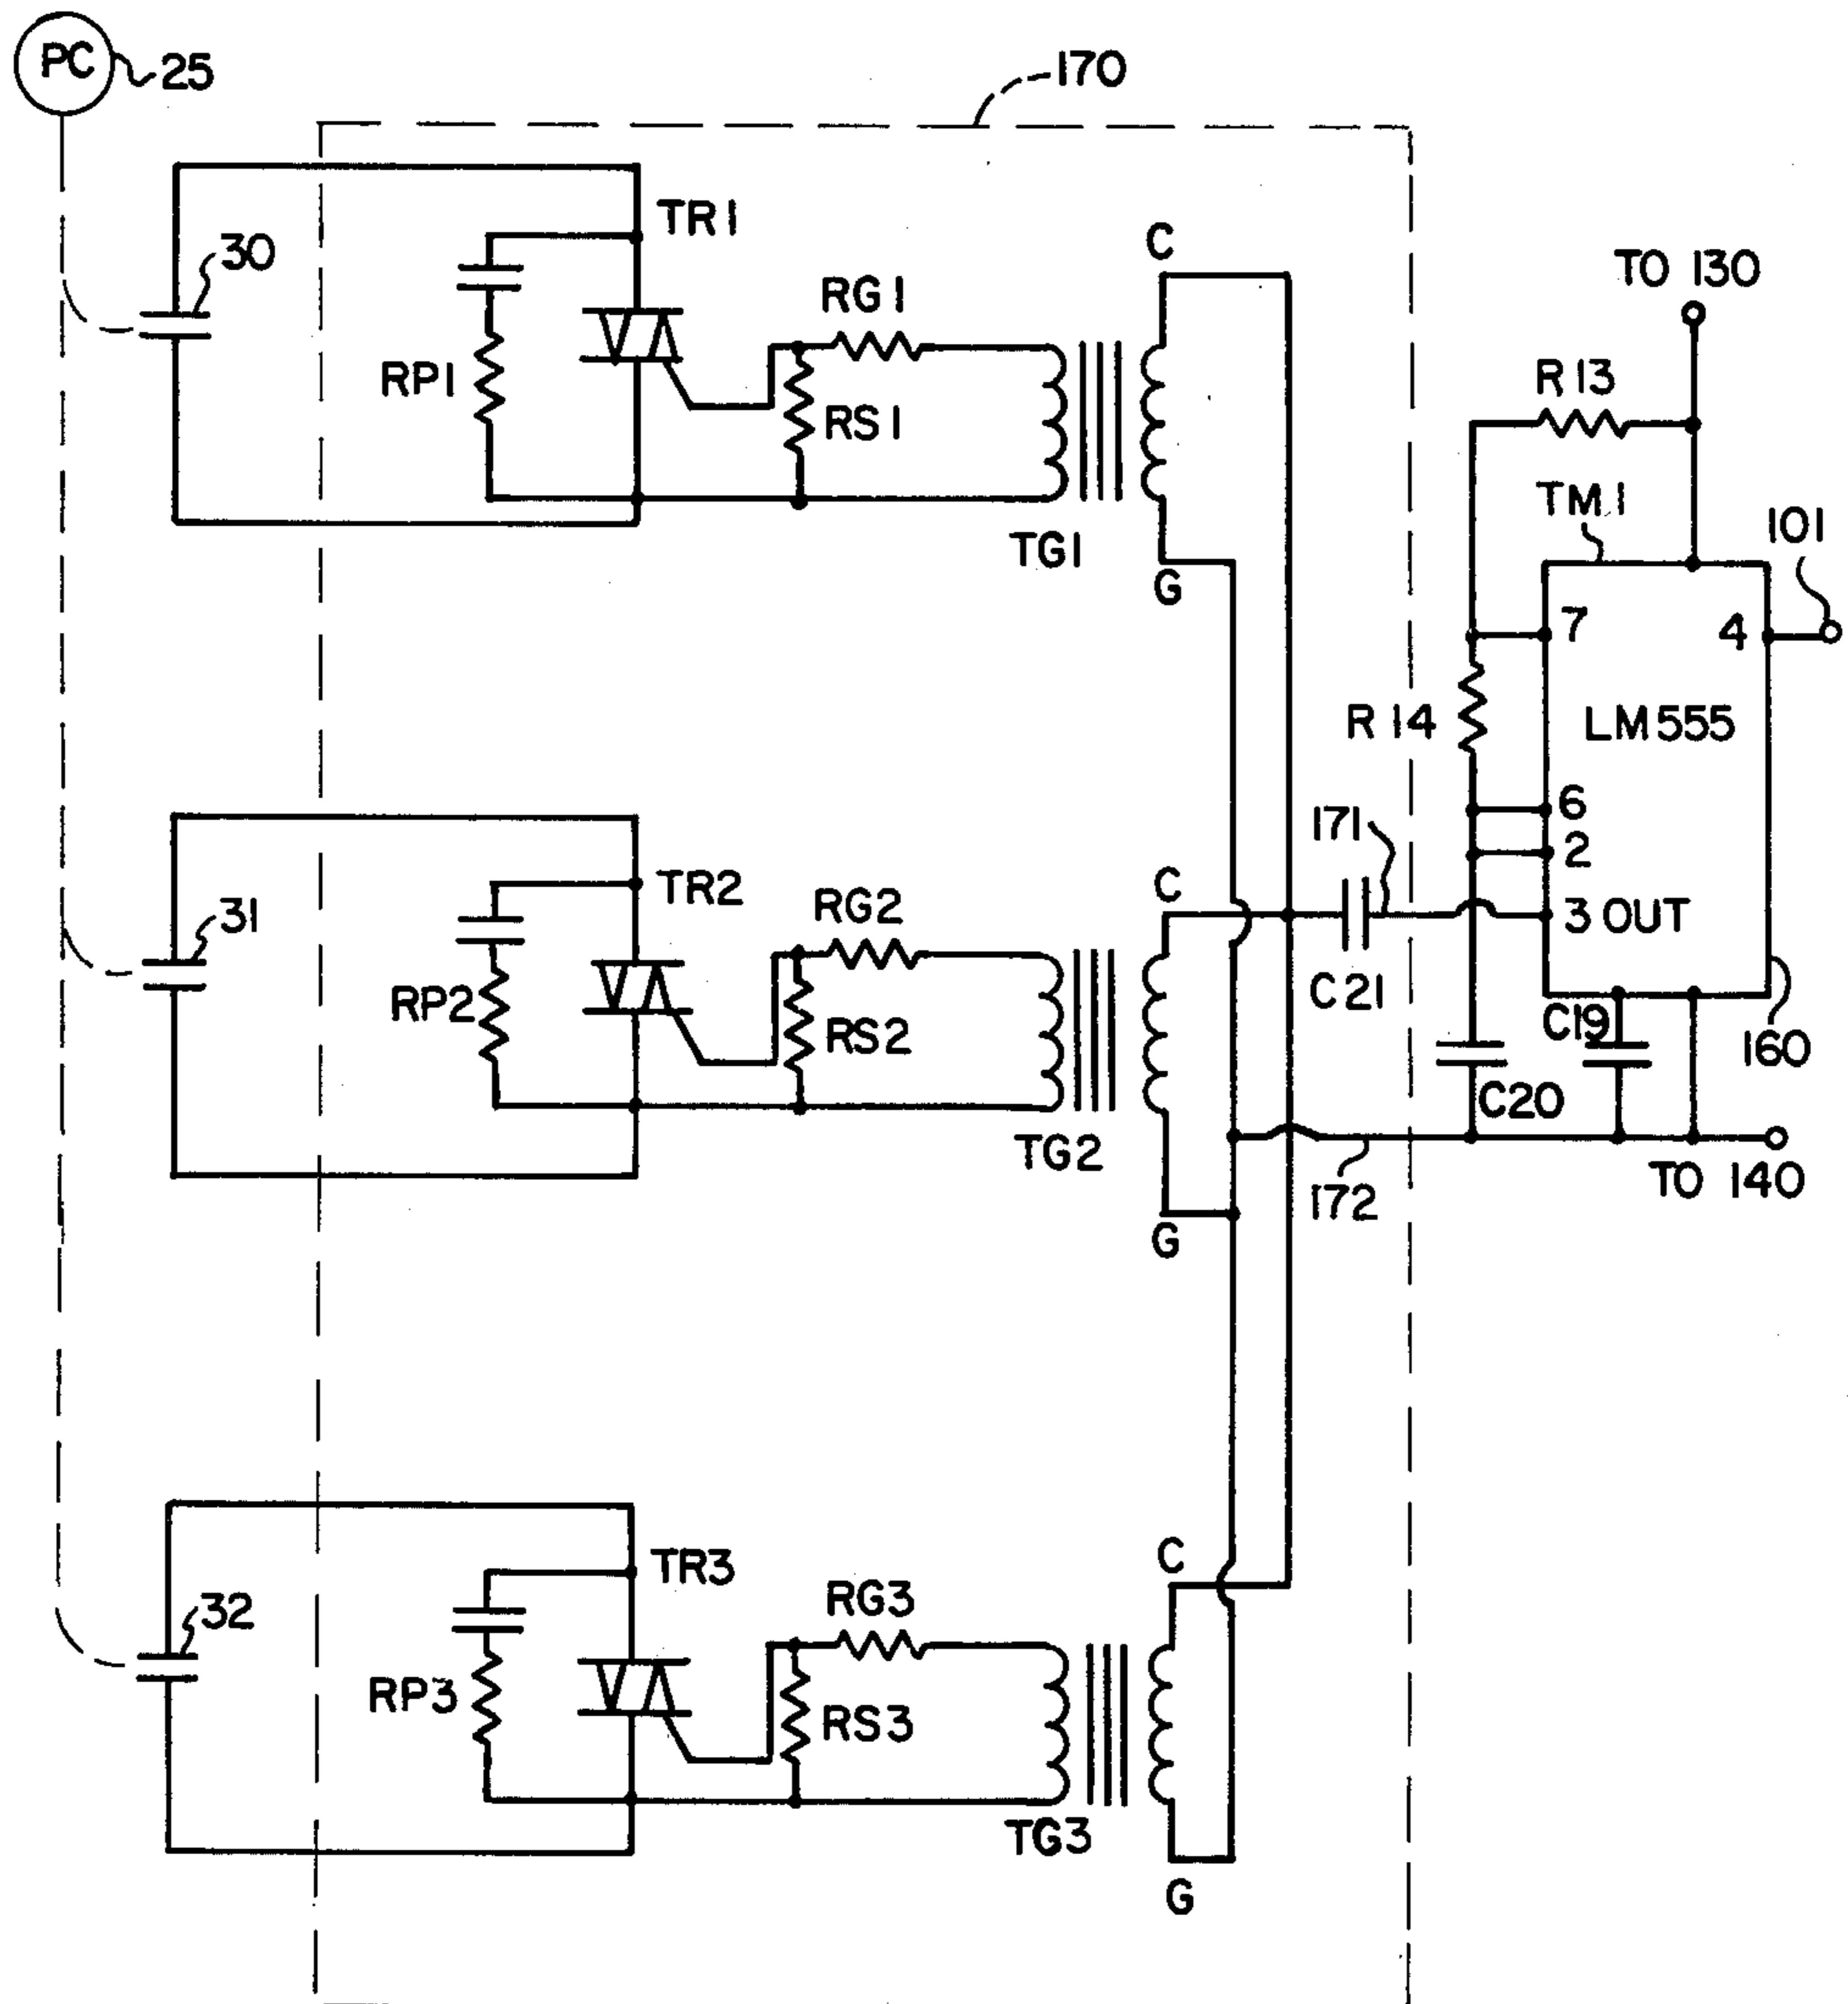 PC
25
170
TR1
30
C
TO 130
RG1
RP1
R13
RS1
TM1
101
TG1
G
7
4
R14
LM555
6
171
2
TR2
C
RG2
31
3 OUT
RP2
C21
C19
RS2
160
C20
TG2
172
TO 140
G
TR3
C
RG3
32
RP3
RS3
TG3
G